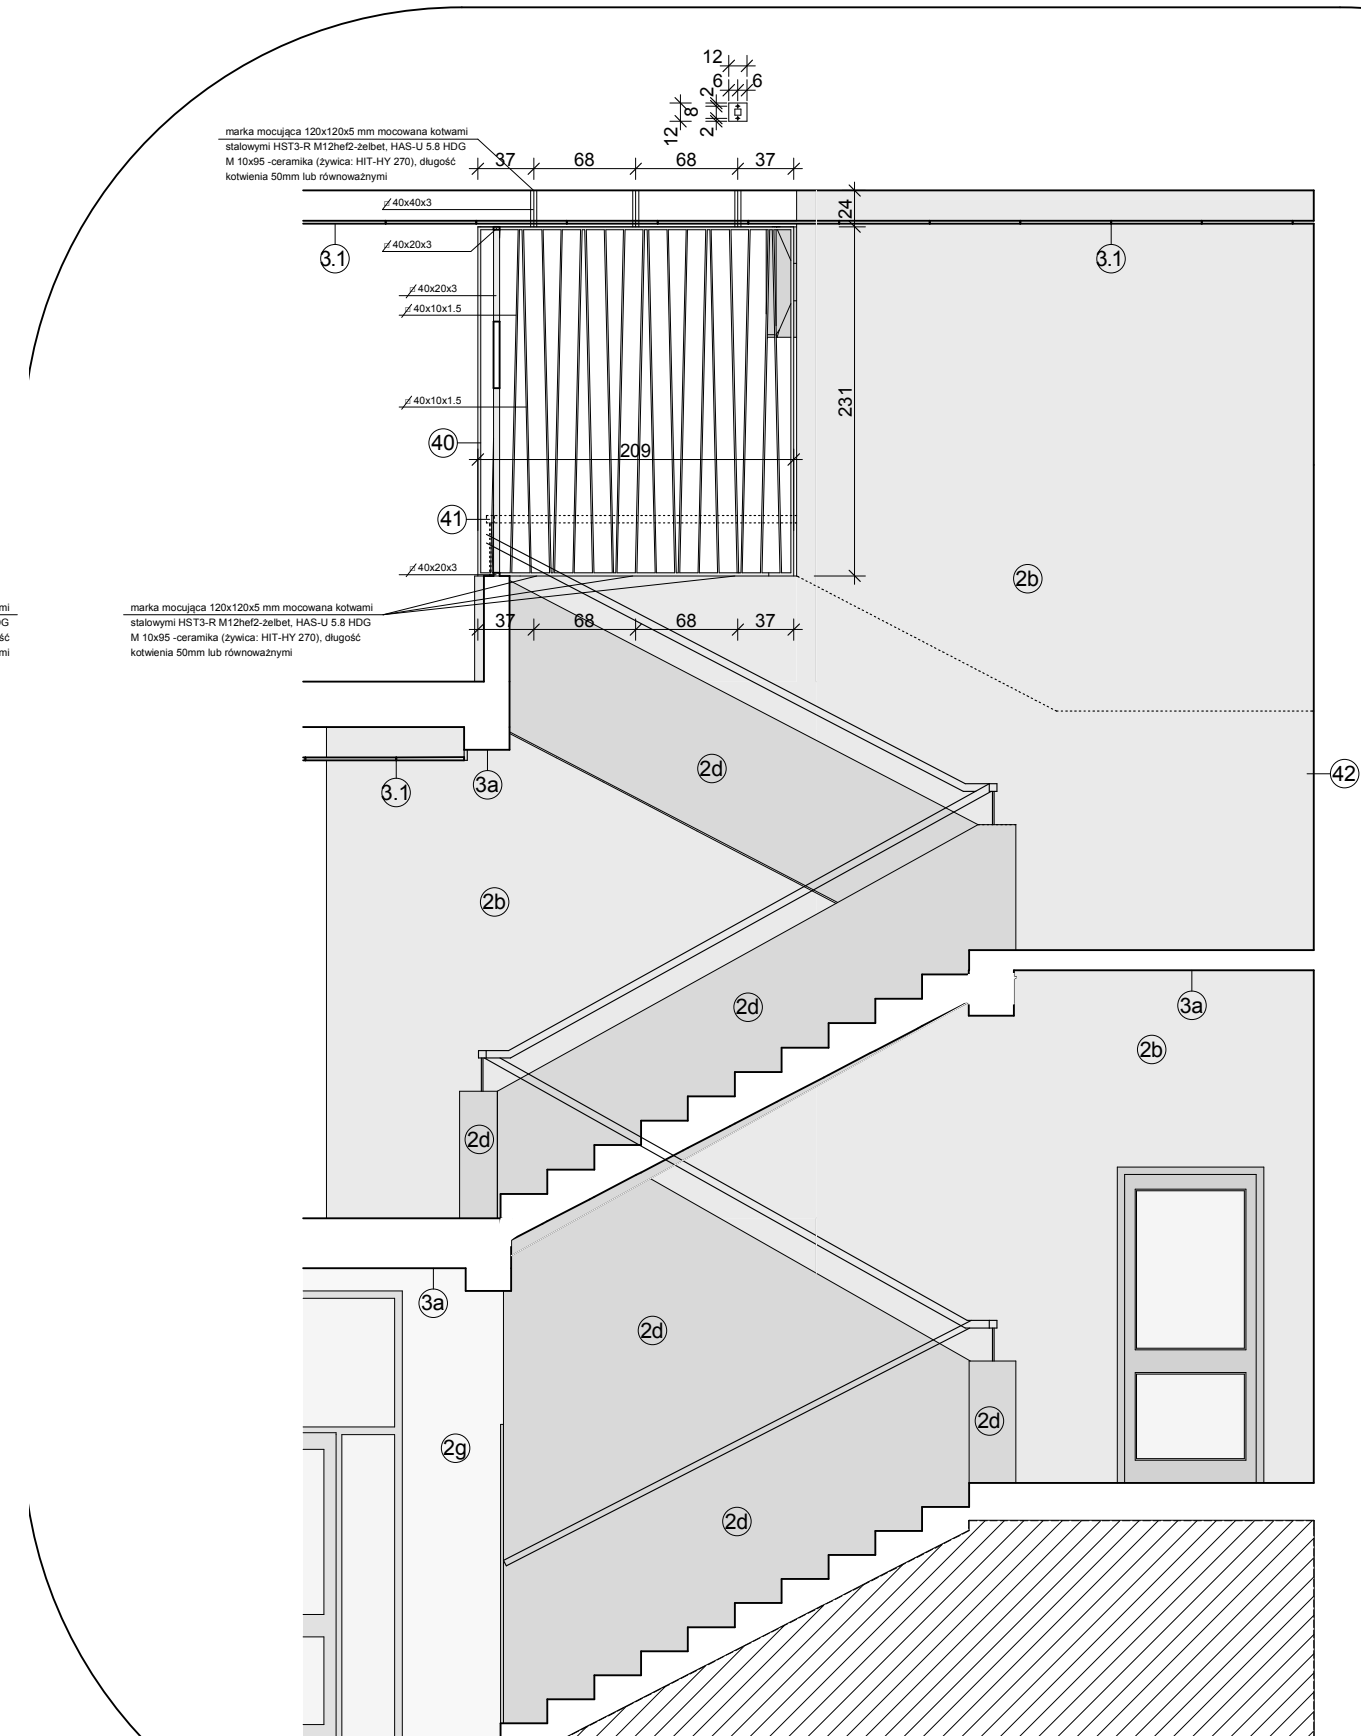 12
6 6
2
8
12
2
marka mocująca 120x120x5 mm mocowana kotwami
stalowymi HST3-R M12hef2-żelbet, HAS-U 5.8 HDG
M 10x95 -ceramika (żywica: HIT-HY 270), długość
kotwienia 50mm lub równoważnymi
37 68 68 37
40x40x3
24
40x20x3
3.1 3.1
40x20x3
40x10x1.5
40x10x1.5
231
40
209
41
40x20x3
2b
mi
OG
ść
mi
marka mocująca 120x120x5 mm mocowana kotwami
stalowymi HST3-R M12hef2-żelbet, HAS-U 5.8 HDG
M 10x95 -ceramika (żywica: HIT-HY 270), długość
kotwienia 50mm lub równoważnymi
37 68 68 37
2d
42
3.1
3a
2b
2d
3a
2b
2d
3a
2d
2d
2g
2d